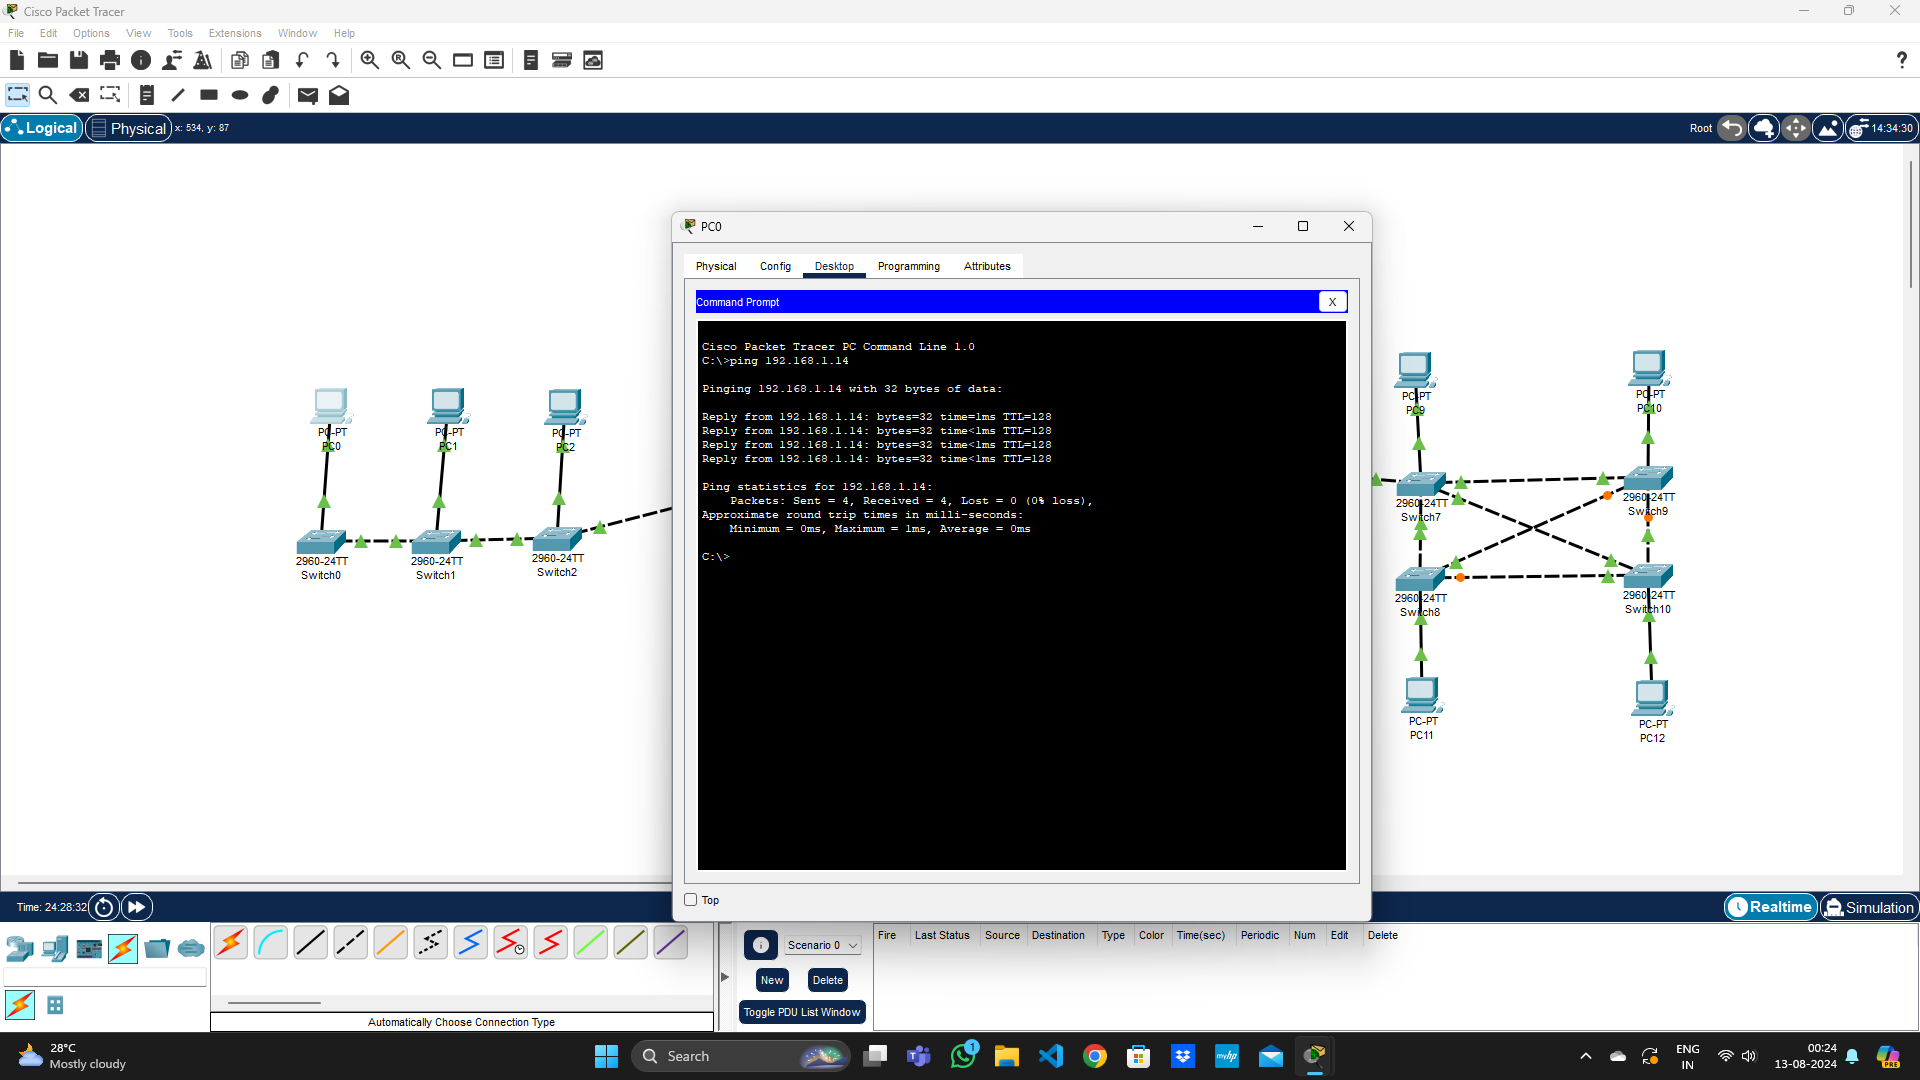 Cisco Packet Tracer
File Edit Options View Tools Extensions Window Help
?
Logical Physical x: 534, y: 87 Root 14:34:30
PC0
Physical Config Desktop Programming Attributes
Command Prompt X
Cisco Packet Tracer PC Command Line 1.0
C:\>ping 192.168.1.14
Pinging 192.168.1.14 with 32 bytes of data:
Reply from 192.168.1.14: bytes=32 time=1ms TTL=128
Reply from 192.168.1.14: bytes=32 time<1ms TTL=128
Reply from 192.168.1.14: bytes=32 time<1ms TTL=128
Reply from 192.168.1.14: bytes=32 time<1ms TTL=128
Ping statistics for 192.168.1.14:
Packets: Sent = 4, Received = 4, Lost = 0 (0% loss),
Approximate round trip times in milli-seconds:
Minimum = 0ms, Maximum = 1ms, Average = 0ms
C:\>
Top
PC-PT
PC0
PC-PT
PC1
PC-PT
PC2
2960-24TT
Switch0
2960-24TT
Switch1
2960-24TT
Switch2
PC-PT
PC9
PC-PT
PC10
2960-24TT
Switch7
2960-24TT
Switch9
2960-24TT
Switch8
2960-24TT
Switch10
PC-PT
PC11
PC-PT
PC12
Time: 24:28:32 Realtime Simulation
Scenario 0
New Delete
Toggle PDU List Window
Fire Last Status Source Destination Type Color Time(sec) Periodic Num Edit Delete
Automatically Choose Connection Type
28°C
Mostly cloudy
Search
1
myhp
ENG
IN
00:24
13-08-2024
PRE